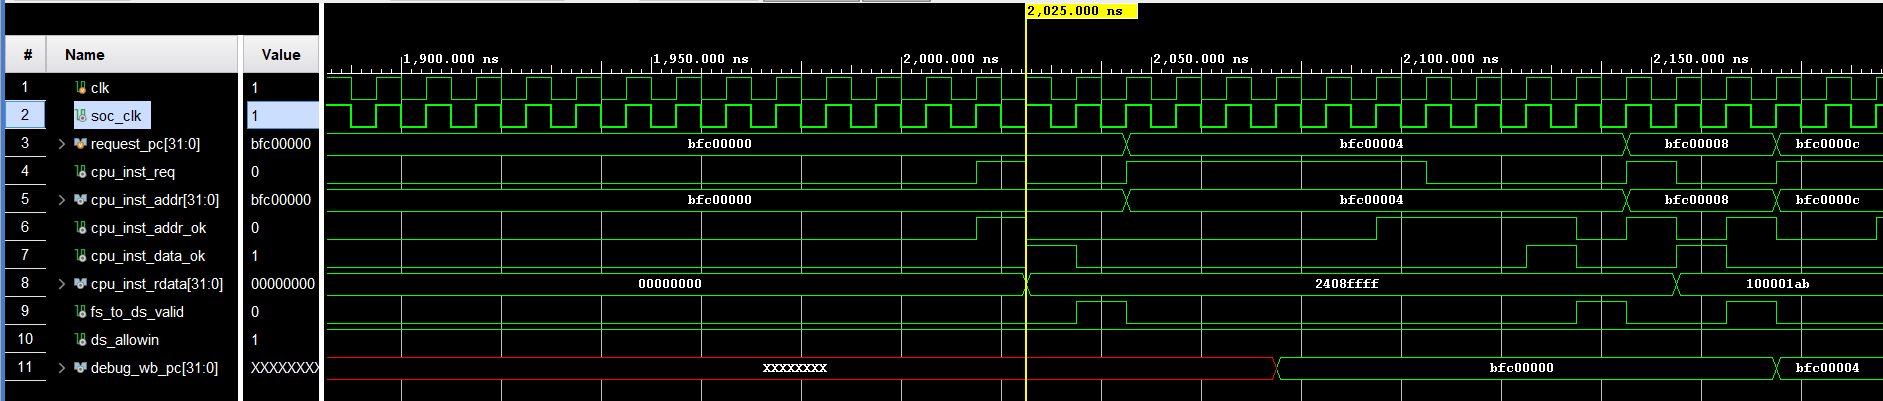 2,025.000 ns
# Name Value 1,900.000 ns 1,950.000 ns 2,000.000 ns 2,050.000 ns 2,100.000 ns 2,150.000 ns
1 clk 1
2 soc_clk 1
3 request_pc[31:0] bfc00000 bfc00000 bfc00004 bfc00008 bfc0000c
4 cpu_inst_req 0
5 cpu_inst_addr[31:0] bfc00000 bfc00000 bfc00004 bfc00008 bfc0000c
6 cpu_inst_addr_ok 0
7 cpu_inst_data_ok 1
8 cpu_inst_rdata[31:0] 00000000 00000000 2408ffff 100001ab
9 fs_to_ds_valid 0
10 ds_allowin 1
11 debug_wb_pc[31:0] XXXXXXXX XXXXXXXX bfc00000 bfc00004